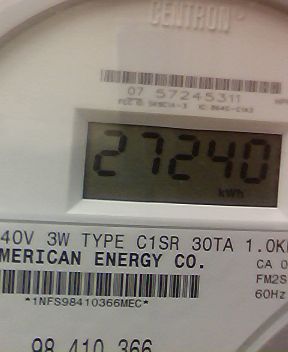 CENTRON
07 57245311
27240
kWh
40V 3W TYPE C1SR 30TA 1.0K
MERICAN ENERGY CO.
CA 0
FM2S
60Hz
*1NFS98410366MEC*
98 410 366